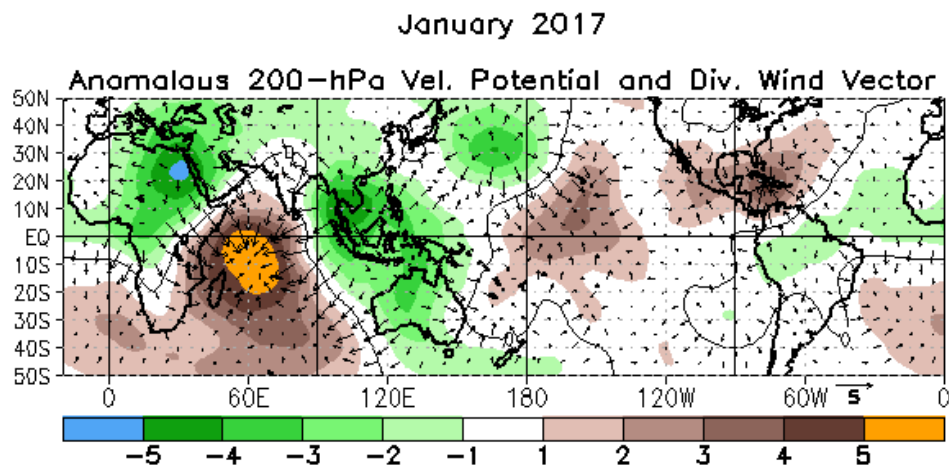 January 2017
Anamalaus 200-hPa Vel. Potential and Div. Wind Vector
50N
40N
30N
20N
10N
EQ
10S
20S
30S
40S
50S
0 60E 120E 180 120W 60W 0
5
-5 -4 -3 -2 -1 1 2 3 4 5